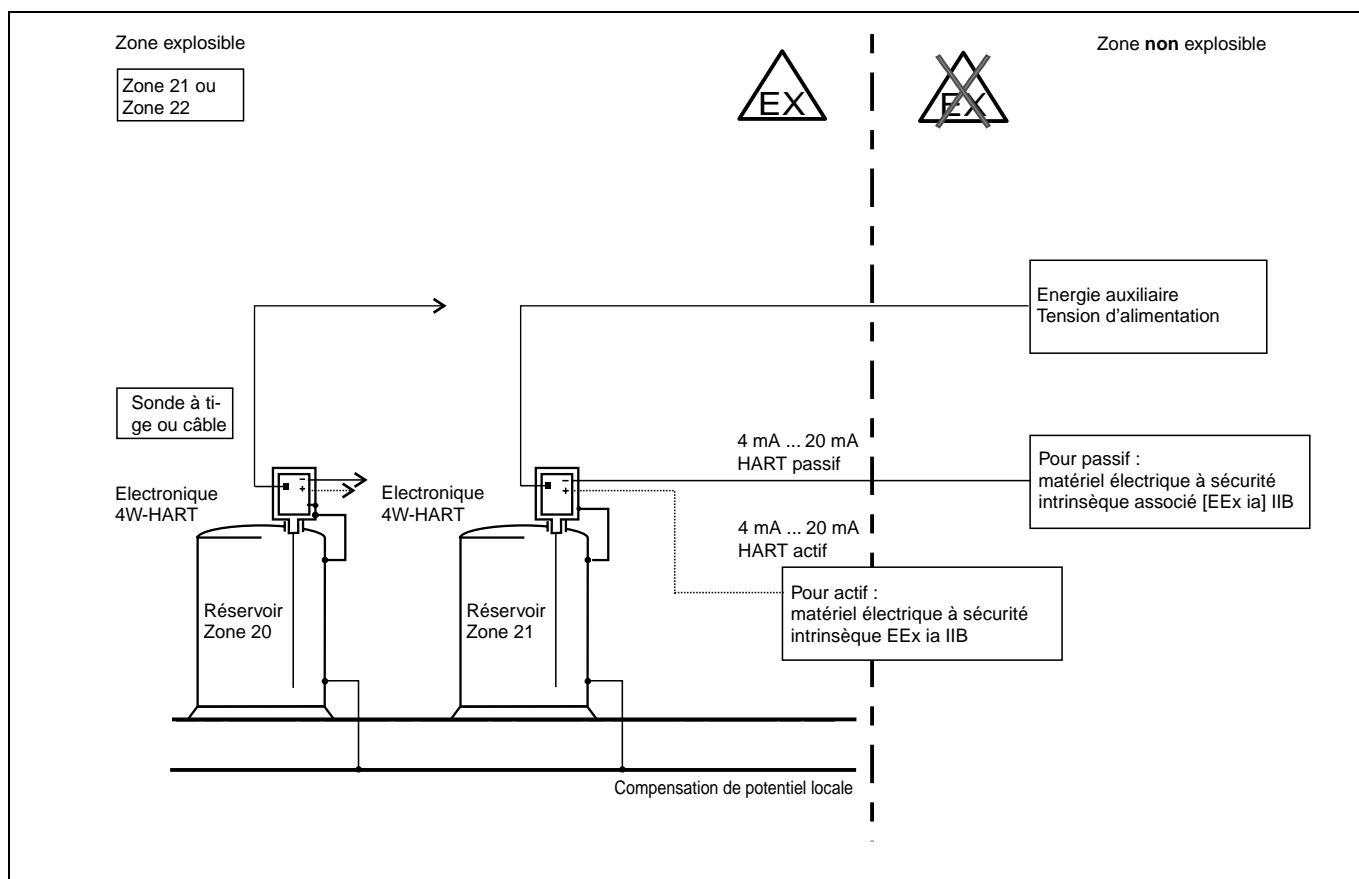 Zone explosible
Zone non explosible
Zone 21 ou
Zone 22
EX
EX
Energie auxiliaire
Tension d'alimentation
Sonde à ti-
ge ou câble
4 mA ... 20 mA
HART passif
Pour passif :
matériel électrique à sécurité
intrinsèque associé [EEx ia] IIB
Electronique
4W-HART
- 
+
Electronique
4W-HART
-
+
4 mA ... 20 mA
HART actif
Pour actif :
matériel électrique à sécurité
intrinsèque EEx ia IIB
Réservoir
Zone 20
Réservoir
Zone 21
Compensation de potentiel locale